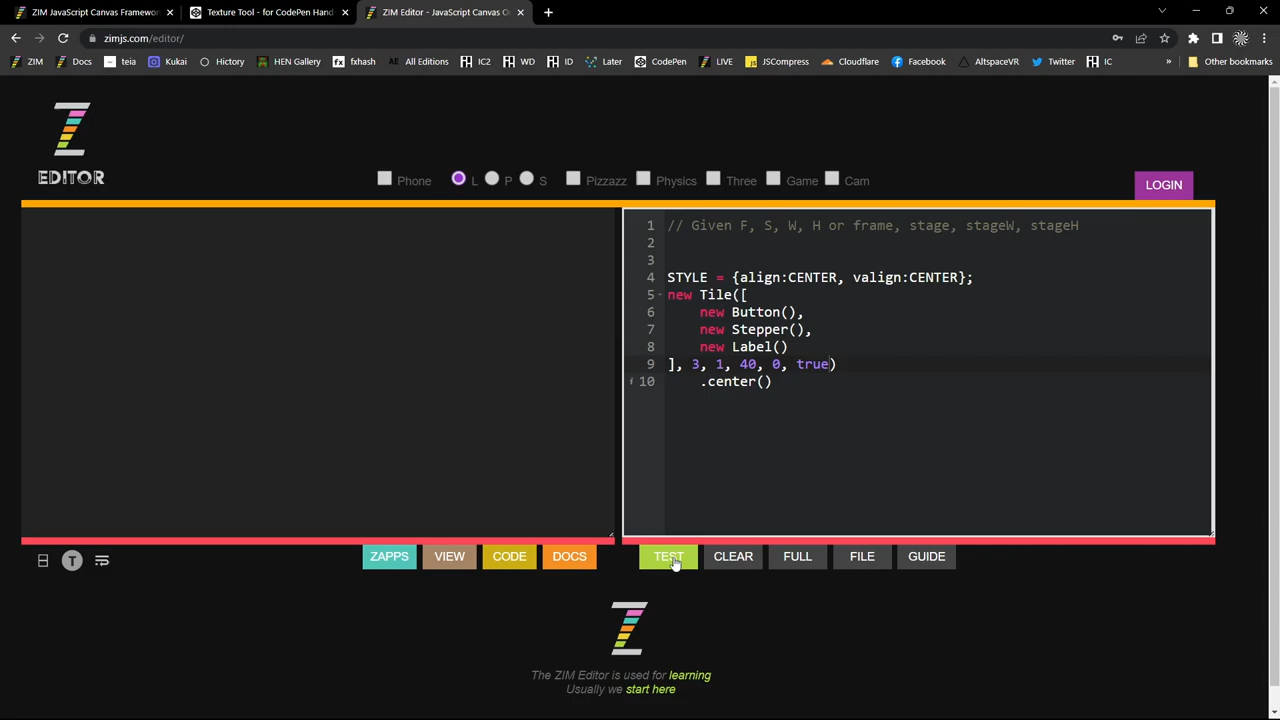 ZIM JavaScript Canvas Framewor
Texture Tool - for CodePen Hand
ZIM Editor - JavaScript Canvas O
zimjs.com/editor/
ZIM Docs teia Kukai Hictory HEN Gallery fx fxhash AE All Editions IC2 WD ID Later CodePen LIVE JS JSCompress Cloudflare Facebook AltspaceVR Twitter IC » Other bookmarks
EDITOR
Phone L P S Pizzazz Physics Three Game Cam
LOGIN
1 // Given F, S, W, H or frame, stage, stageW, stageH
2
3
4 STYLE = {align:CENTER, valign:CENTER};
5 new Tile([
6 new Button(),
7 new Stepper(),
8 new Label()
9 ], 3, 1, 40, 0, true)
10 .center()
T
ZAPPS VIEW CODE DOCS
TEST CLEAR FULL FILE GUIDE
The ZIM Editor is used for learning
Usually we start here